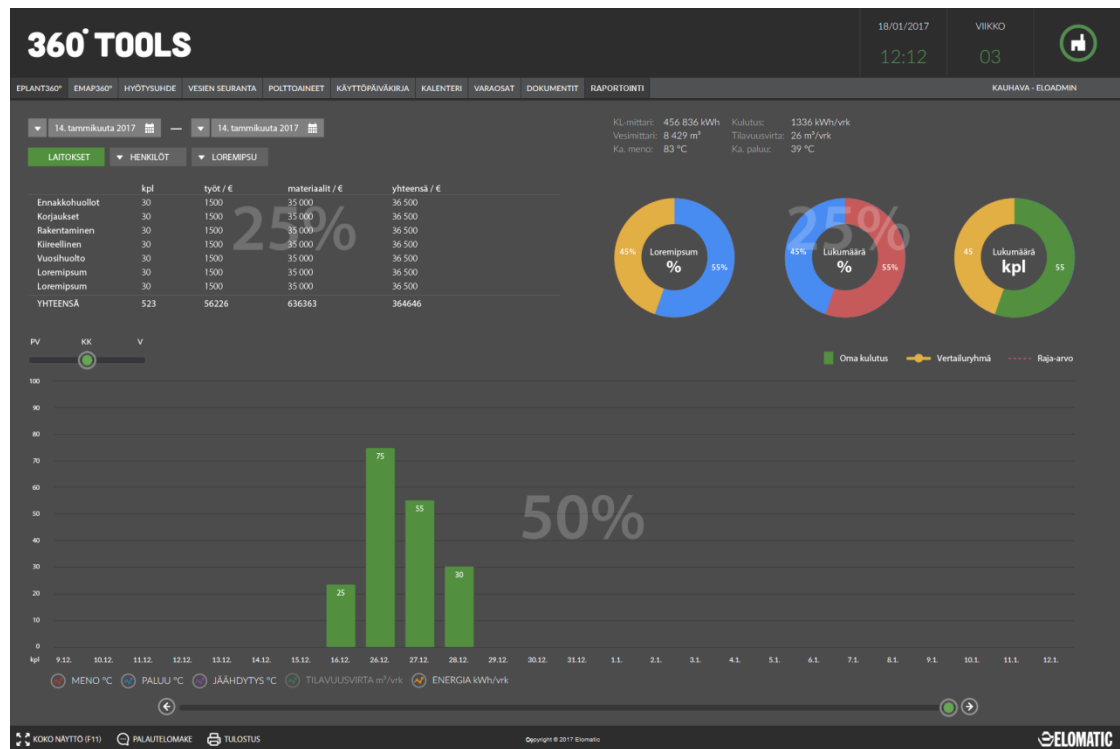 360° TOOLS
18/01/2017 VIIKKO
12:12 03
EPLANT360° EMAP360° HYÖTYSUHDE VESIEN SEURANTA POLTTOAINEET KÄYTTÖPÄIVÄKIRJA KALENTERI VARAOSAT DOKUMENTIT RAPORTOINTI KAUHAVA - ELOADMIN
14. tammikuuta 2017 — 14. tammikuuta 2017
LAITOKSET HENKILÖT LOREMIPSU
KL-mittari: 456 836 kWh Kulutus: 1336 kWh/vrk
Vesimittari: 8 429 m³ Tilavuusvirta: 26 m³/vrk
Ka. meno: 83 °C Ka. paluu: 39 °C
kpl työt / € materiaalit / € yhteensä / €
Ennakkohuollot 30 1500 35 000 36 500
Korjaukset 30 1500 35 000 36 500
Rakentaminen 30 1500 35 000 36 500
Kiireellinen 30 1500 35 000 36 500
Vuosihuolto 30 1500 35 000 36 500
Loremipsum 30 1500 35 000 36 500
Loremipsum 30 1500 35 000 36 500
YHTEENSÄ 523 56226 636363 364646
25%
45% Loremipsum % 55%
25%
45% Lukumäärä % 55%
45 Lukumäärä kpl 55
PV KK V
Oma kulutus Vertailuryhmä Raja-arvo
100
90
80
70
60
50
40
30
20
10
0
25 75 55 30
50%
kpl 9.12. 10.12. 11.12. 12.12. 13.12. 14.12. 15.12. 16.12. 26.12. 27.12. 28.12. 29.12. 30.12. 31.12. 1.1. 2.1. 3.1. 4.1. 5.1. 6.1. 7.1. 8.1. 9.1. 10.1. 11.1. 12.1.
MENO °C PALUU °C JÄÄHDYTYS °C TILAVUUSVIRTA m³/vrk ENERGIA kWh/vrk
KOKO NÄYTTÖ (F11) PALAUTELOMAKE TULOSTUS Copyright © 2017 Elomatic ELOMATIC